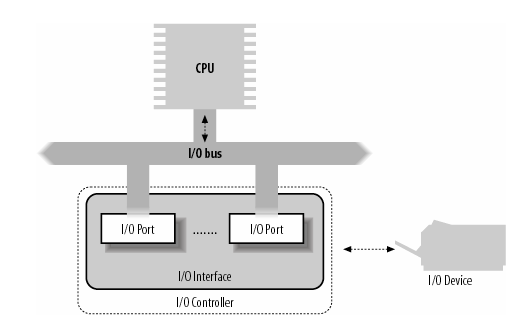 CPU
I/O bus
I/O Port
.......
I/O Port
I/O Interface
I/O Device
I/O Controller